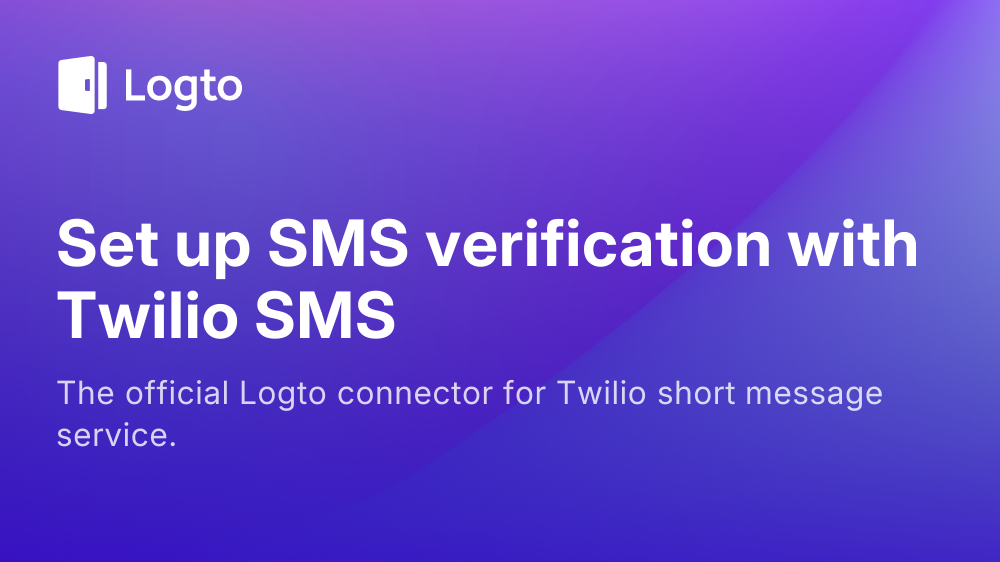 Logto
Set up SMS verification with
Twilio SMS
The official Logto connector for Twilio short message
service.